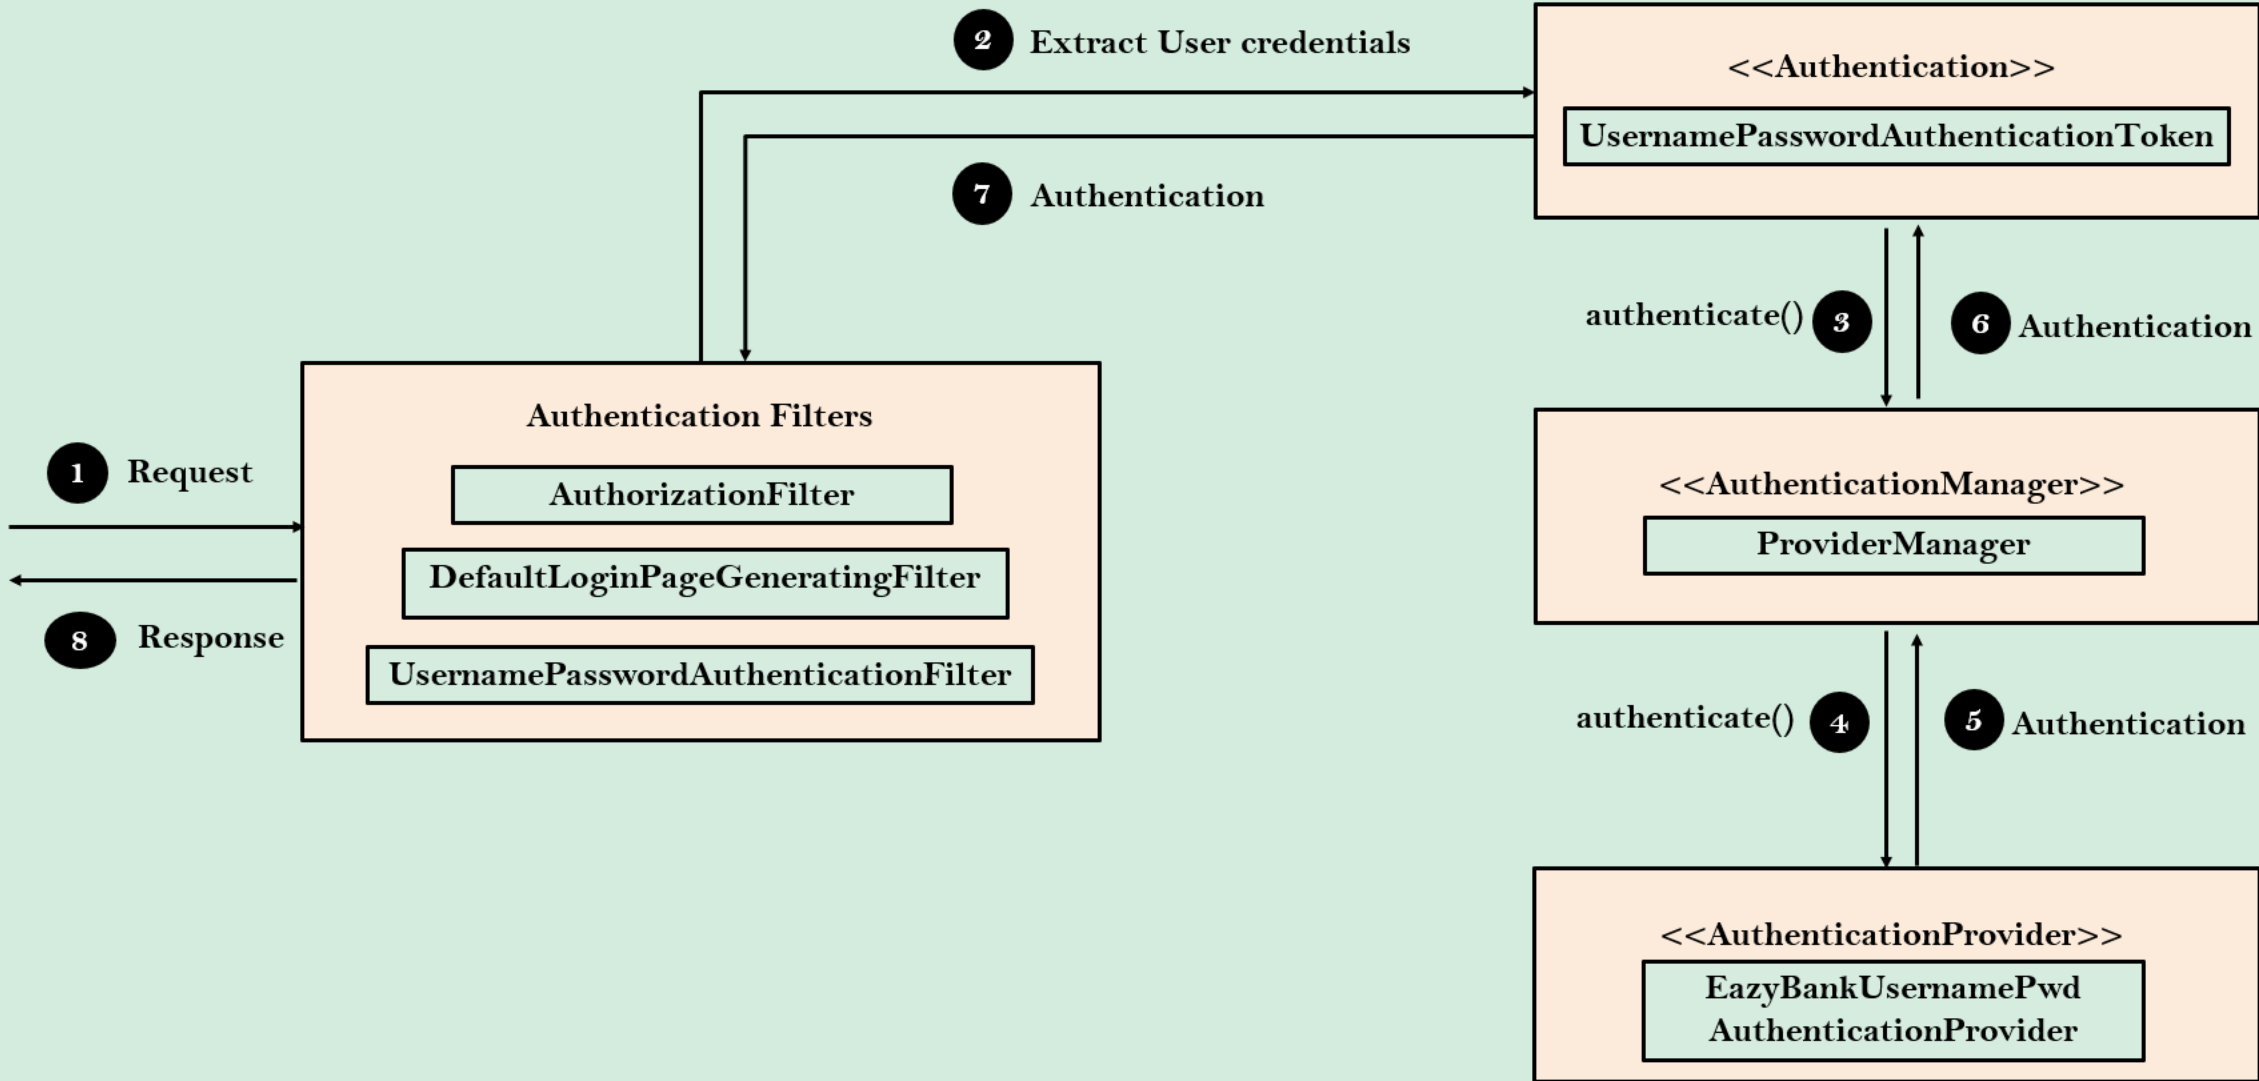 2 Extract User credentials
<<Authentication>>
UsernamePasswordAuthenticationToken
7 Authentication
authenticate() 3
6 Authentication
Authentication Filters
AuthorizationFilter
DefaultLoginPageGeneratingFilter
UsernamePasswordAuthenticationFilter
1 Request
8 Response
<<AuthenticationManager>>
ProviderManager
authenticate() 4
5 Authentication
<<AuthenticationProvider>>
EazyBankUsernamePwd
AuthenticationProvider